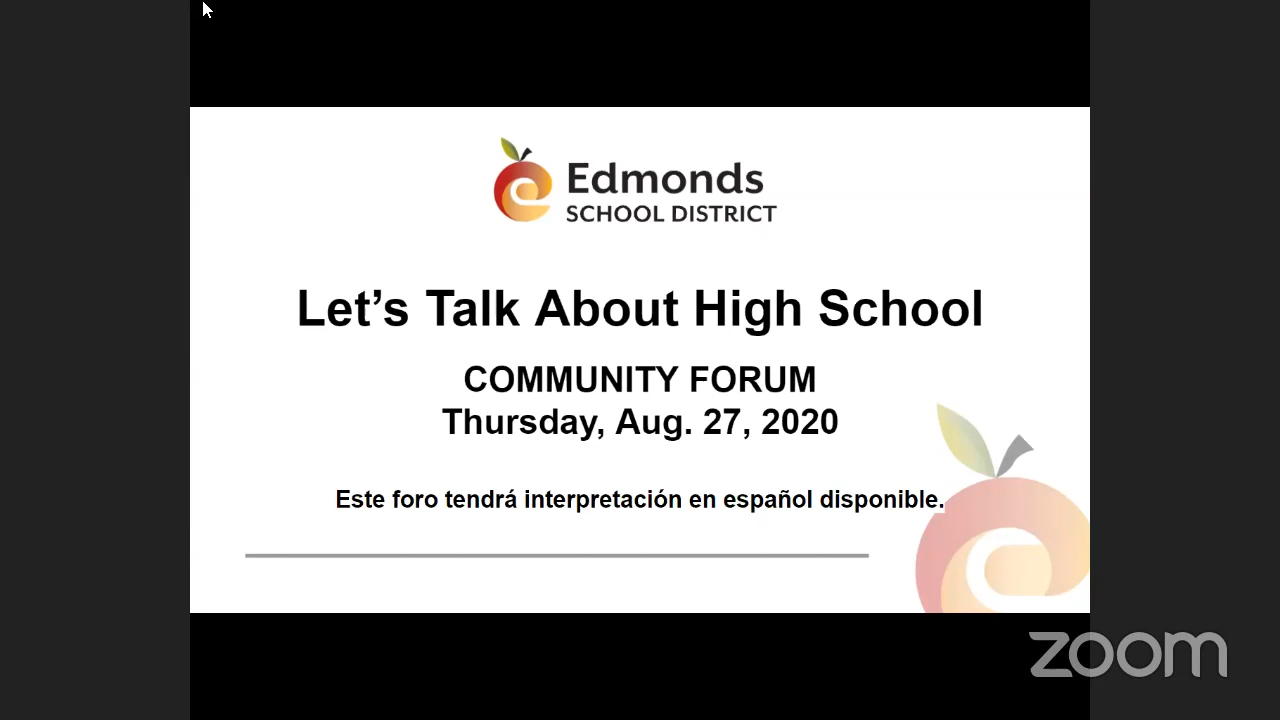 Edmonds
SCHOOL DISTRICT
Let’s Talk About High School
COMMUNITY FORUM
Thursday, Aug. 27, 2020
Este foro tendrá interpretación en español disponible.
zoom